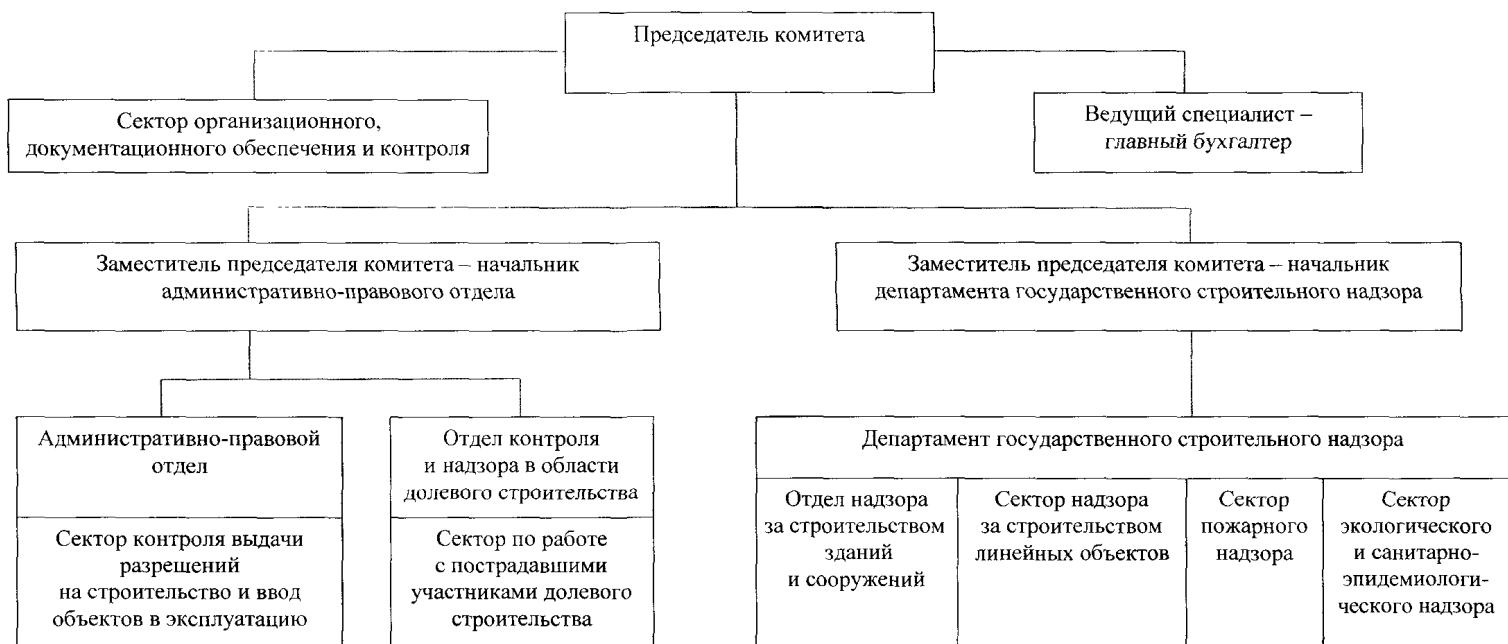 Председатель комитета
Сектор организационного,
документационного обеспечения и контроля
Ведущий специалист –
главный бухгалтер
Заместитель председателя комитета – начальник
административно-правового отдела
Заместитель председателя комитета – начальник
департамента государственного строительного надзора
Административно-правовой
отдел
Сектор контроля выдачи
разрешений
на строительство и ввод
объектов в эксплуатацию
Отдел контроля
и надзора в области
долевого строительства
Сектор по работе
с пострадавшими
участниками долевого
строительства
Департамент государственного строительного надзора
Отдел надзора
за строительством
зданий
и сооружений
Сектор надзора
за строительством
линейных объектов
Сектор
пожарного
надзора
Сектор
экологического
и санитарно-
эпидемиологи-
ческого надзора